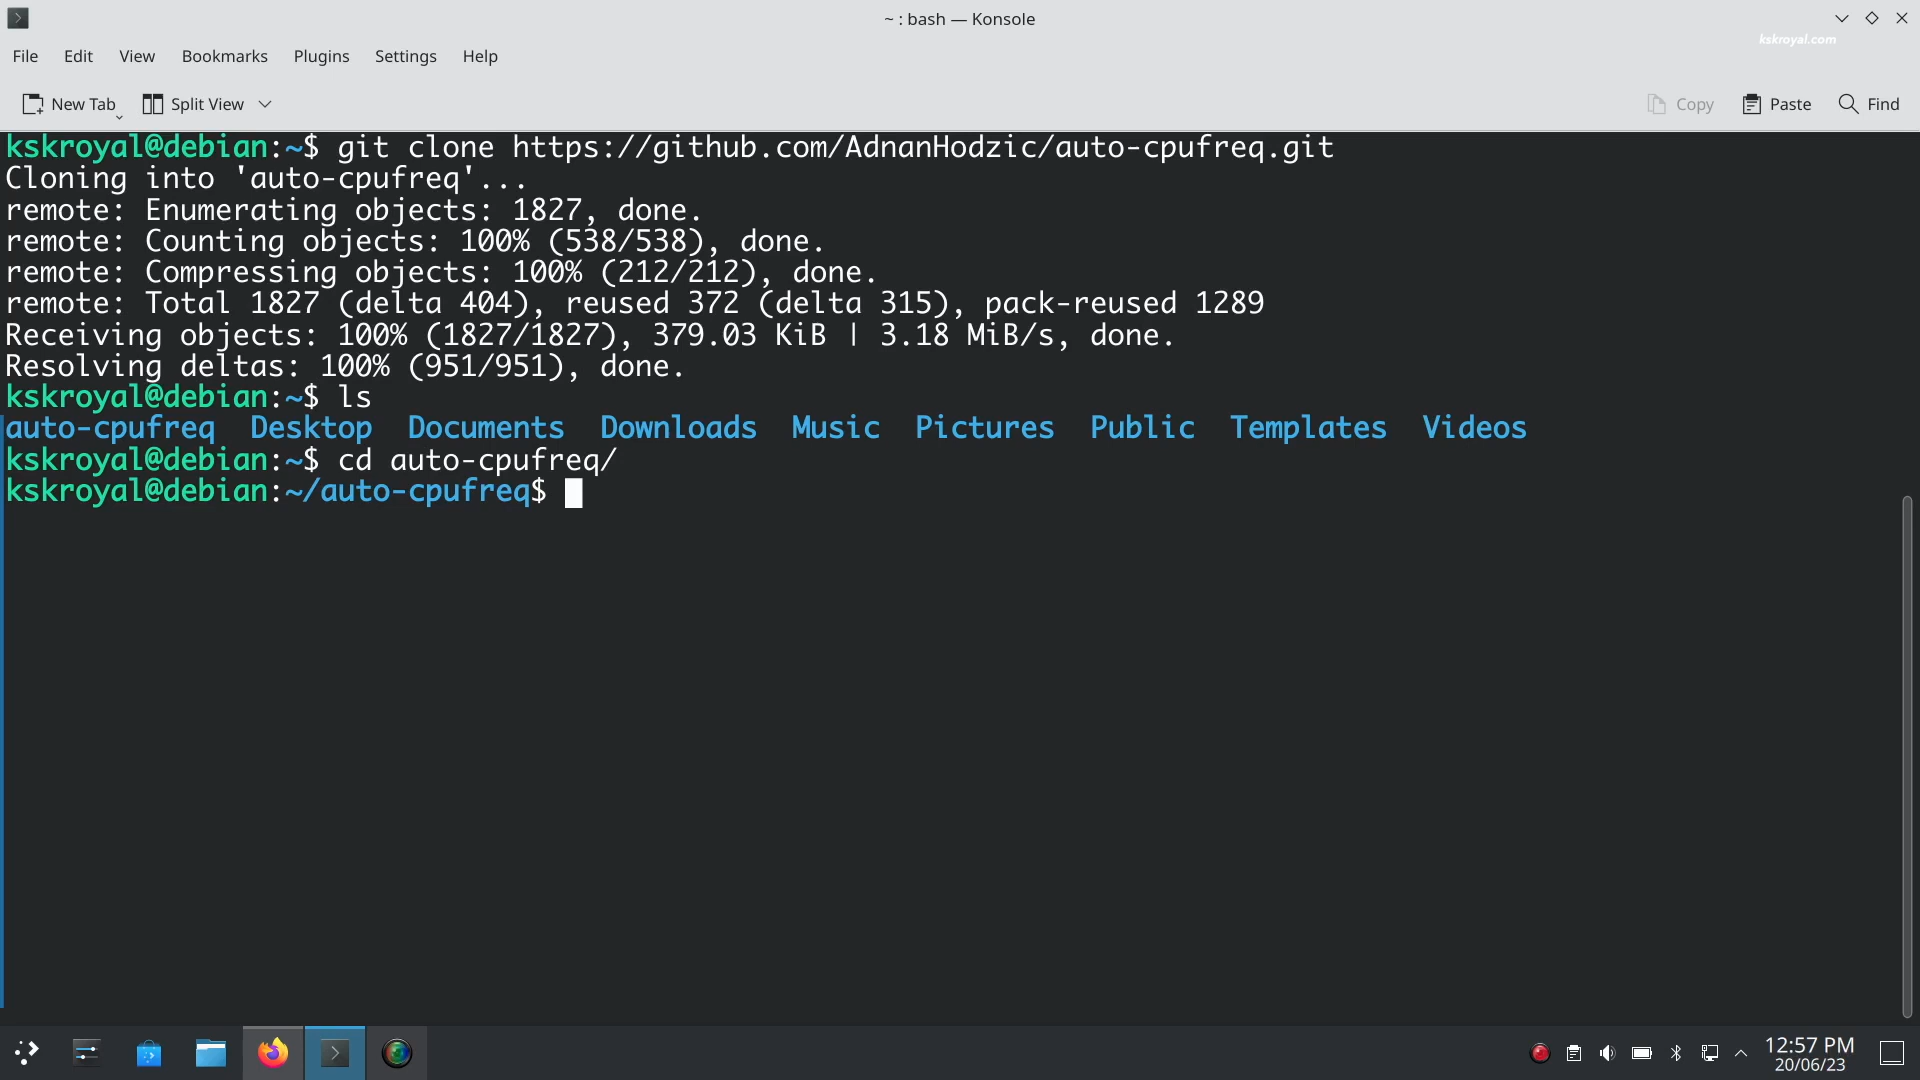 ~ : bash — Konsole
kskroyal.com
File Edit View Bookmarks Plugins Settings Help
New Tab Split View Copy Paste Find
kskroyal@debian:~$ git clone https://github.com/AdnanHodzic/auto-cpufreq.git
Cloning into 'auto-cpufreq'...
remote: Enumerating objects: 1827, done.
remote: Counting objects: 100% (538/538), done.
remote: Compressing objects: 100% (212/212), done.
remote: Total 1827 (delta 404), reused 372 (delta 315), pack-reused 1289
Receiving objects: 100% (1827/1827), 379.03 KiB | 3.18 MiB/s, done.
Resolving deltas: 100% (951/951), done.
kskroyal@debian:~$ ls
auto-cpufreq Desktop Documents Downloads Music Pictures Public Templates Videos
kskroyal@debian:~$ cd auto-cpufreq/
kskroyal@debian:~/auto-cpufreq$
12:57 PM
20/06/23